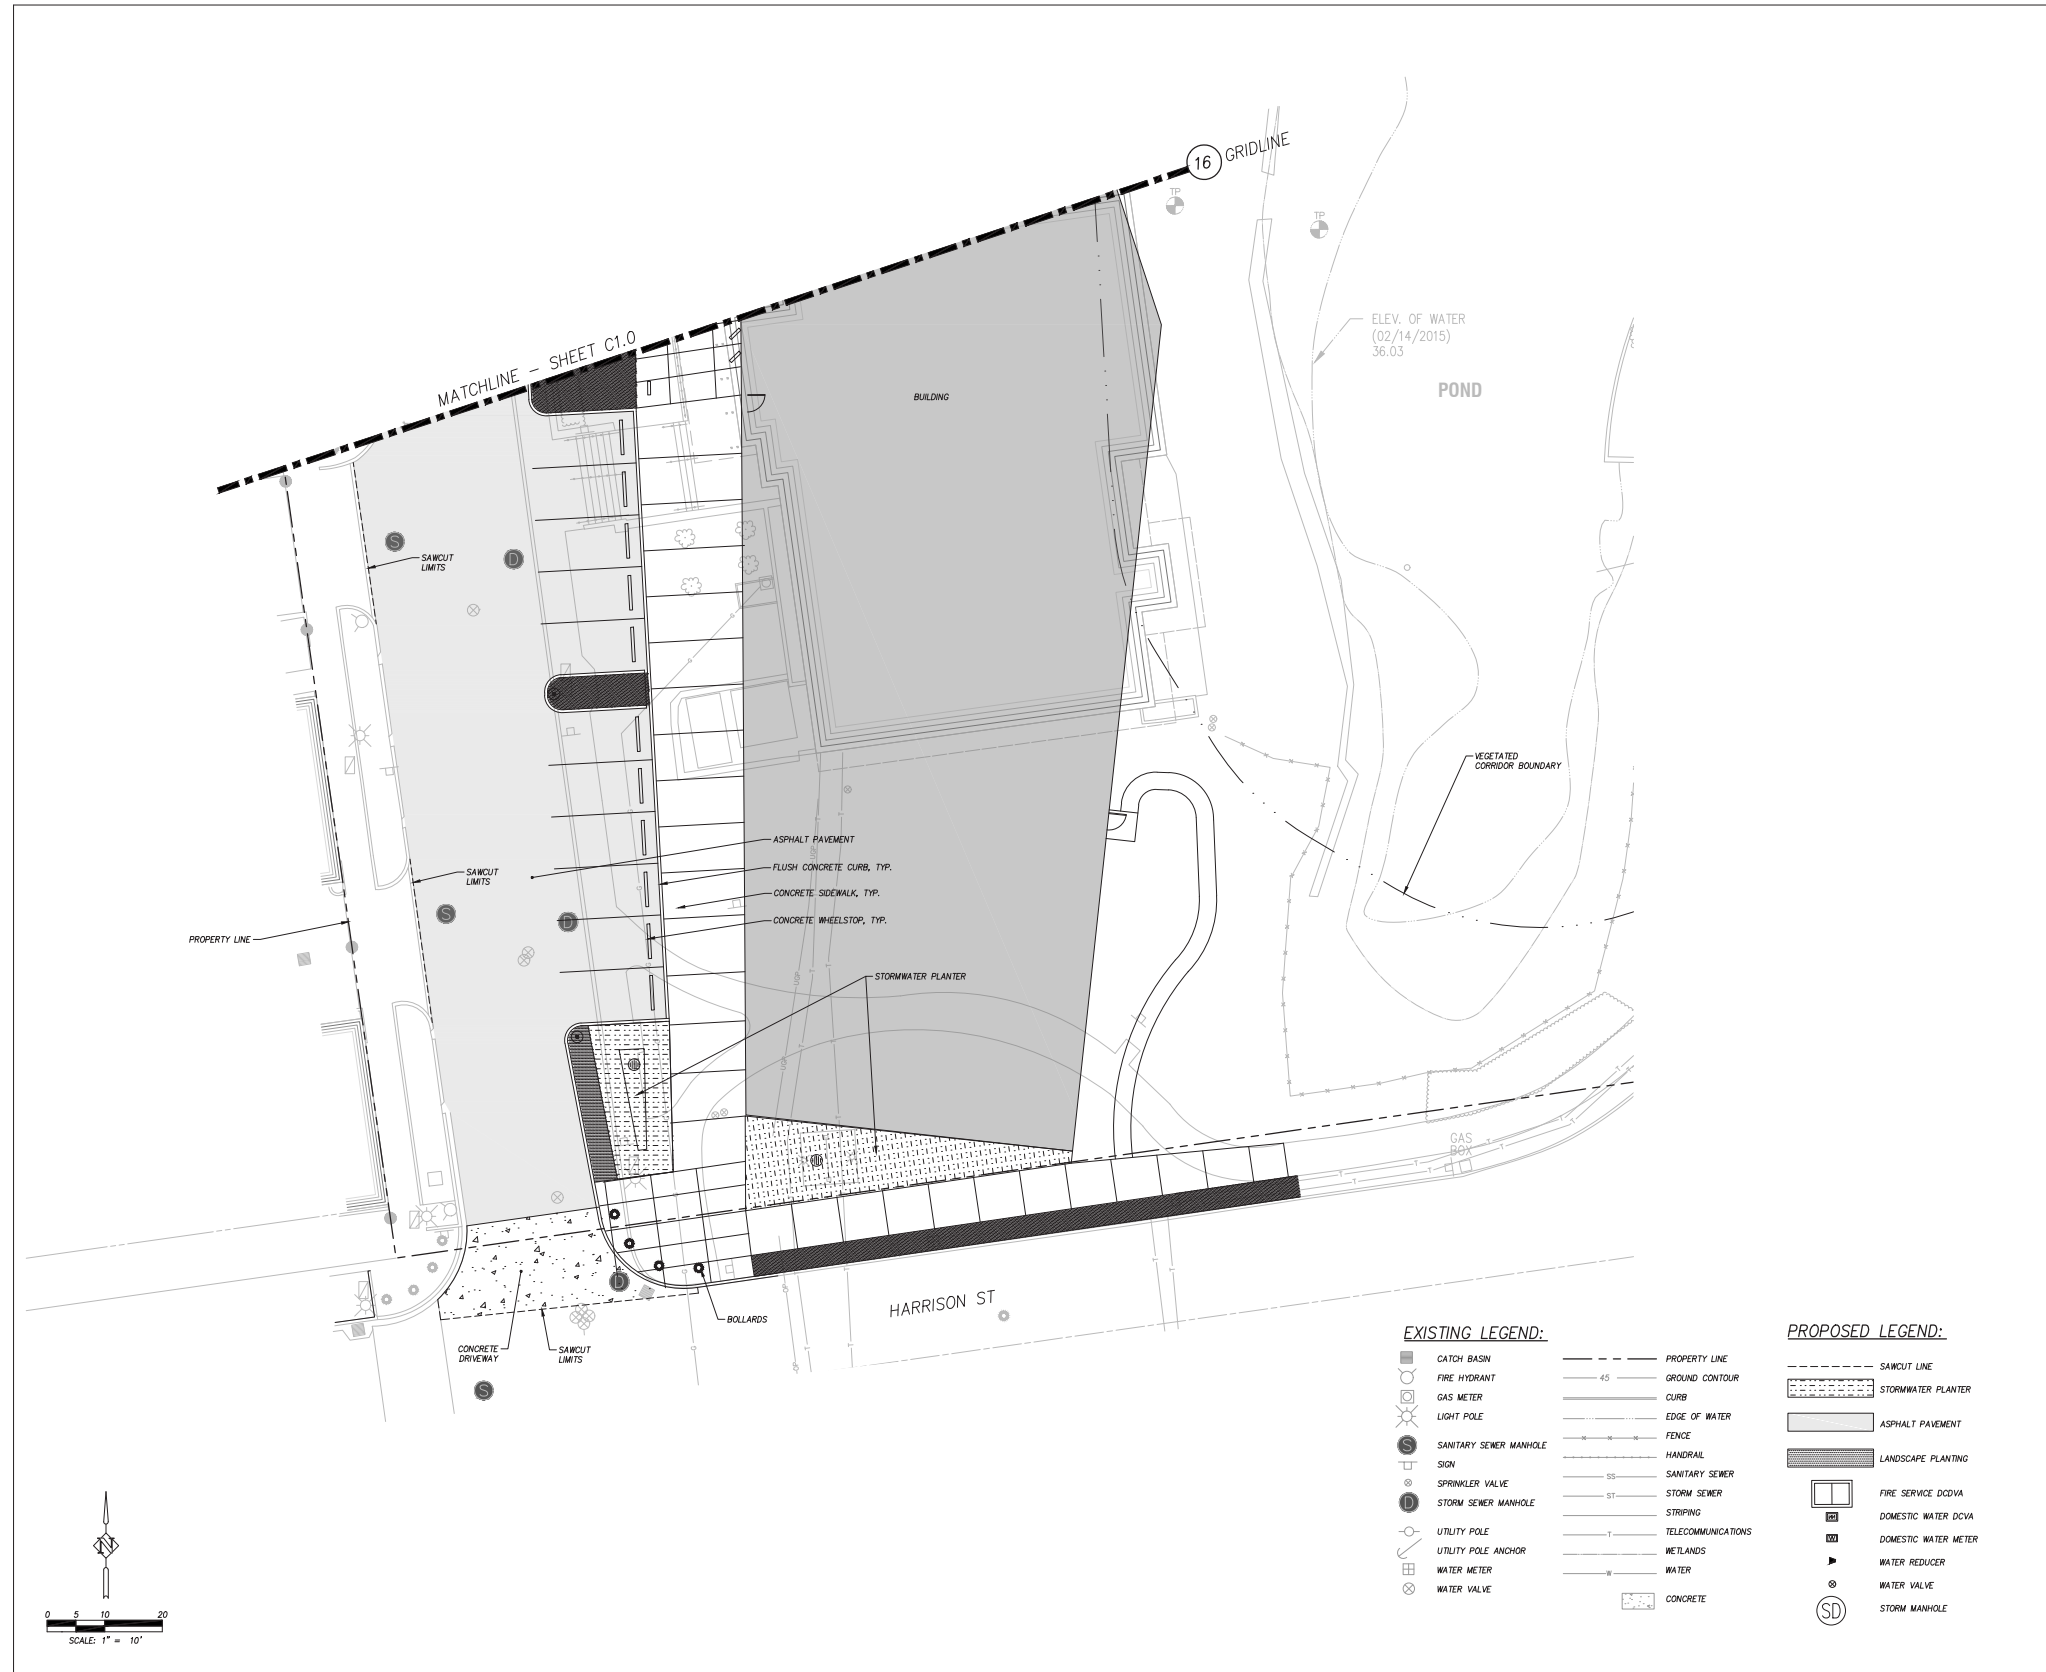 16 GRIDLINE
TP
TP
MATCHLINE - SHEET C1.0
ELEV. OF WATER
(02/14/2015)
36.03
POND
BUILDING
S
D
SAWCUT
LIMITS
VEGETATED
CORRIDOR BOUNDARY
ASPHALT PAVEMENT
FLUSH CONCRETE CURB, TYP.
SAWCUT
LIMITS
CONCRETE SIDEWALK, TYP.
S
D
CONCRETE WHEELSTOP, TYP.
PROPERTY LINE
STORMWATER PLANTER
GAS
BOX
D
HARRISON ST
BOLLARDS
CONCRETE
DRIVEWAY
SAWCUT
LIMITS
S
EXISTING LEGEND:
CATCH BASIN
FIRE HYDRANT
GAS METER
LIGHT POLE
S SANITARY SEWER MANHOLE
SIGN
SPRINKLER VALVE
D STORM SEWER MANHOLE
UTILITY POLE
UTILITY POLE ANCHOR
WATER METER
WATER VALVE
PROPERTY LINE
45 GROUND CONTOUR
CURB
EDGE OF WATER
FENCE
HANDRAIL
SS SANITARY SEWER
ST STORM SEWER
STRIPING
T TELECOMMUNICATIONS
WETLANDS
W WATER
CONCRETE
PROPOSED LEGEND:
SAWCUT LINE
STORMWATER PLANTER
ASPHALT PAVEMENT
LANDSCAPE PLANTING
FIRE SERVICE DCDVA
DOMESTIC WATER DCVA
DOMESTIC WATER METER
WATER REDUCER
WATER VALVE
SD STORM MANHOLE
N
0 5 10 20
SCALE: 1" = 10'